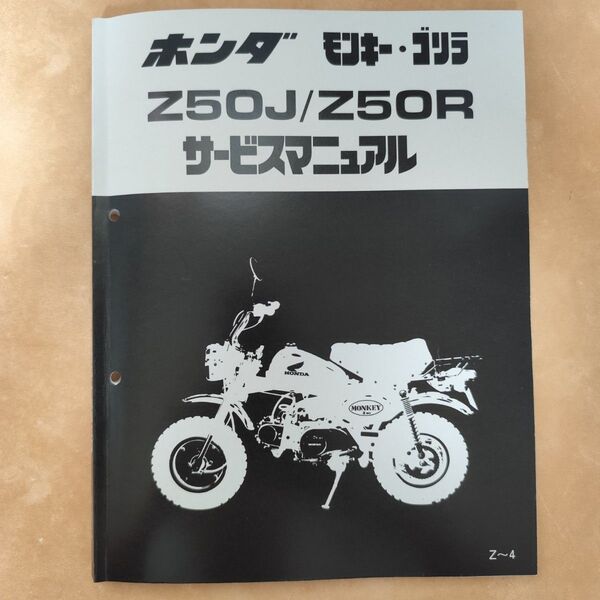 ホンダ モンキー・ゴリラ
Z50J/Z50R
サービスマニュアル
HONDA
MONKEY
Z〜4